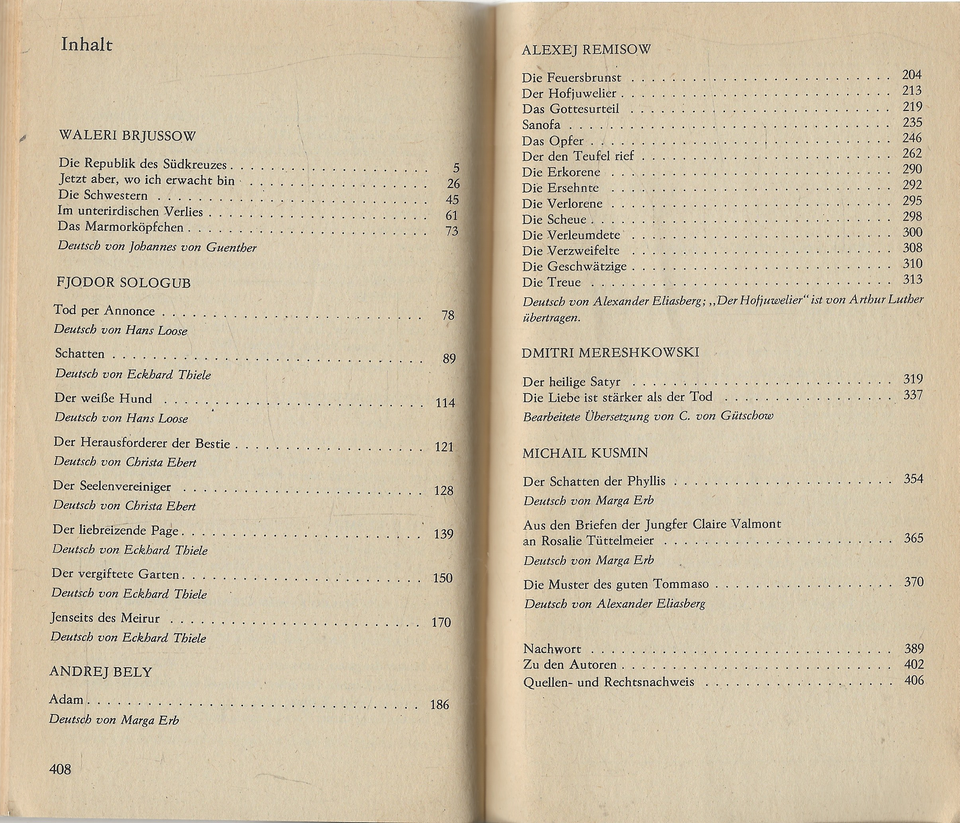 Inhalt
WALERI BRJUSSOW
Die Republik des Südkreuzes . . . . . . . . . . . . . . . . . . 5
Jetzt aber, wo ich erwacht bin . . . . . . . . . . . . . . . . . . 26
Die Schwestern . . . . . . . . . . . . . . . . . . . . . . . . 45
Im unterirdischen Verlies . . . . . . . . . . . . . . . . . . . . 61
Das Marmorköpfchen . . . . . . . . . . . . . . . . . . . . . . 73
Deutsch von Johannes von Guenther
FJODOR SOLOGUB
Tod per Annonce . . . . . . . . . . . . . . . . . . . . . . . . 78
Deutsch von Hans Loose
Schatten . . . . . . . . . . . . . . . . . . . . . . . . . . . . 89
Deutsch von Eckhard Thiele
Der weiße Hund . . . . . . . . . . . . . . . . . . . . . . . . 114
Deutsch von Hans Loose
Der Herausforderer der Bestie . . . . . . . . . . . . . . . . . . 121
Deutsch von Christa Ebert
Der Seelenvereiniger . . . . . . . . . . . . . . . . . . . . . . 128
Deutsch von Christa Ebert
Der liebreizende Page . . . . . . . . . . . . . . . . . . . . . . 139
Deutsch von Eckhard Thiele
Der vergiftete Garten . . . . . . . . . . . . . . . . . . . . . . 150
Deutsch von Eckhard Thiele
Jenseits des Meirur . . . . . . . . . . . . . . . . . . . . . . . 170
Deutsch von Eckhard Thiele
ANDREJ BELY
Adam . . . . . . . . . . . . . . . . . . . . . . . . . . . . . . 186
Deutsch von Marga Erb
408
ALEXEJ REMISOW
Die Feuersbrunst . . . . . . . . . . . . . . . . . . . . . . . . 204
Der Hofjuwelier . . . . . . . . . . . . . . . . . . . . . . . . . 213
Das Gottesurteil . . . . . . . . . . . . . . . . . . . . . . . . 219
Sanofa . . . . . . . . . . . . . . . . . . . . . . . . . . . . . 235
Das Opfer . . . . . . . . . . . . . . . . . . . . . . . . . . . . 246
Der den Teufel rief . . . . . . . . . . . . . . . . . . . . . . . 262
Die Erkorene . . . . . . . . . . . . . . . . . . . . . . . . . . 290
Die Ersehnte . . . . . . . . . . . . . . . . . . . . . . . . . . 292
Die Verlorene . . . . . . . . . . . . . . . . . . . . . . . . . . 295
Die Scheue . . . . . . . . . . . . . . . . . . . . . . . . . . . 298
Die Verleumdete . . . . . . . . . . . . . . . . . . . . . . . . 300
Die Verzweifelte . . . . . . . . . . . . . . . . . . . . . . . . 308
Die Geschwätzige . . . . . . . . . . . . . . . . . . . . . . . . 310
Die Treue . . . . . . . . . . . . . . . . . . . . . . . . . . . . 313
Deutsch von Alexander Eliasberg; „Der Hofjuwelier“ ist von Arthur Luther
übertragen.
DMITRI MERESHKOWSKI
Der heilige Satyr . . . . . . . . . . . . . . . . . . . . . . . . 319
Die Liebe ist stärker als der Tod . . . . . . . . . . . . . . . . 337
Bearbeitete Übersetzung von C. von Gütschow
MICHAIL KUSMIN
Der Schatten der Phyllis . . . . . . . . . . . . . . . . . . . . 354
Deutsch von Marga Erb
Aus den Briefen der Jungfer Claire Valmont
an Rosalie Tüttelmeier . . . . . . . . . . . . . . . . . . . . . 365
Deutsch von Marga Erb
Die Muster des guten Tommaso . . . . . . . . . . . . . . . . . . 370
Deutsch von Alexander Eliasberg
Nachwort . . . . . . . . . . . . . . . . . . . . . . . . . . . . 389
Zu den Autoren . . . . . . . . . . . . . . . . . . . . . . . . . 402
Quellen- und Rechtsnachweis . . . . . . . . . . . . . . . . . . . 406